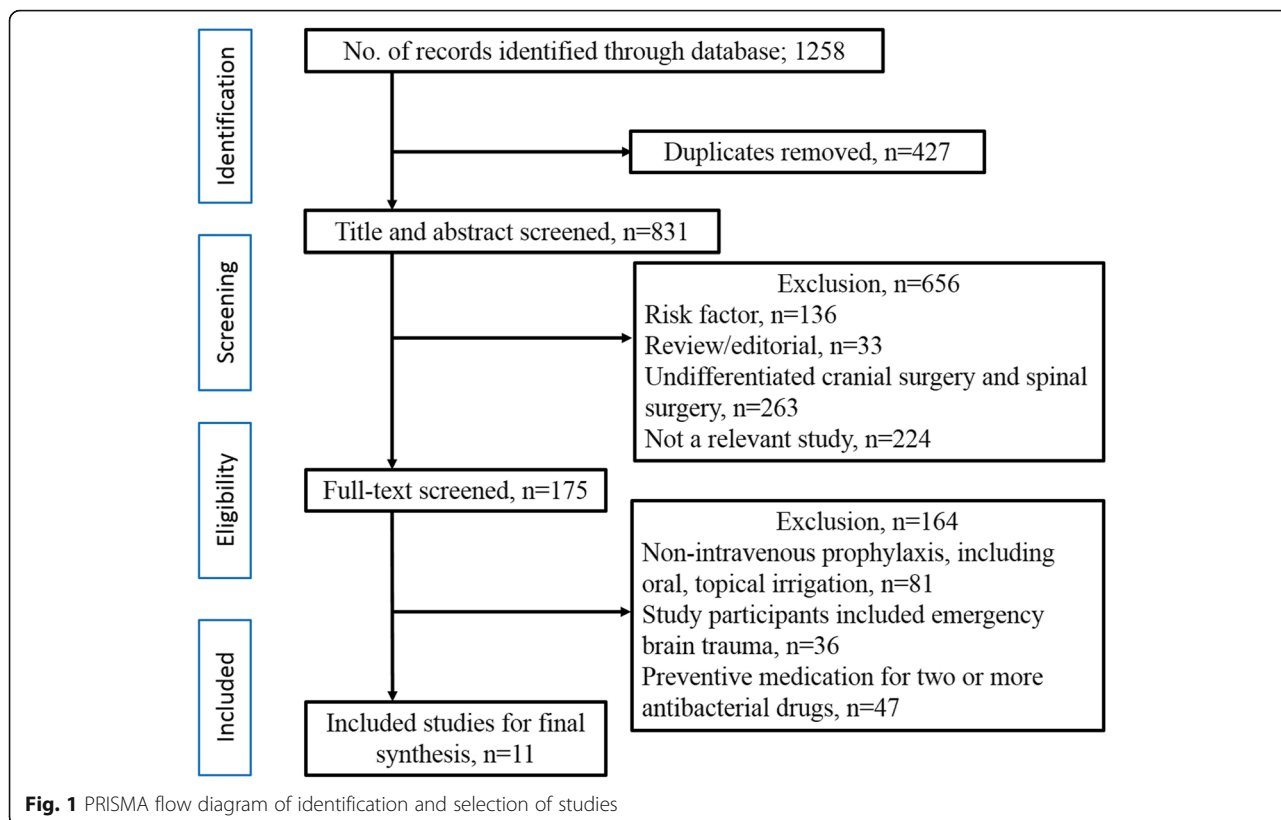 Identification
No. of records identified through database; 1258
Duplicates removed, n=427
Title and abstract screened, n=831
Screening
Exclusion, n=656
Risk factor, n=136
Review/editorial, n=33
Undifferentiated cranial surgery and spinal
surgery, n=263
Not a relevant study, n=224
Eligibility
Full-text screened, n=175
Exclusion, n=164
Non-intravenous prophylaxis, including
oral, topical irrigation, n=81
Study participants included emergency
brain trauma, n=36
Preventive medication for two or more
antibacterial drugs, n=47
Included
Included studies for final
synthesis, n=11
Fig. 1 PRISMA flow diagram of identification and selection of studies